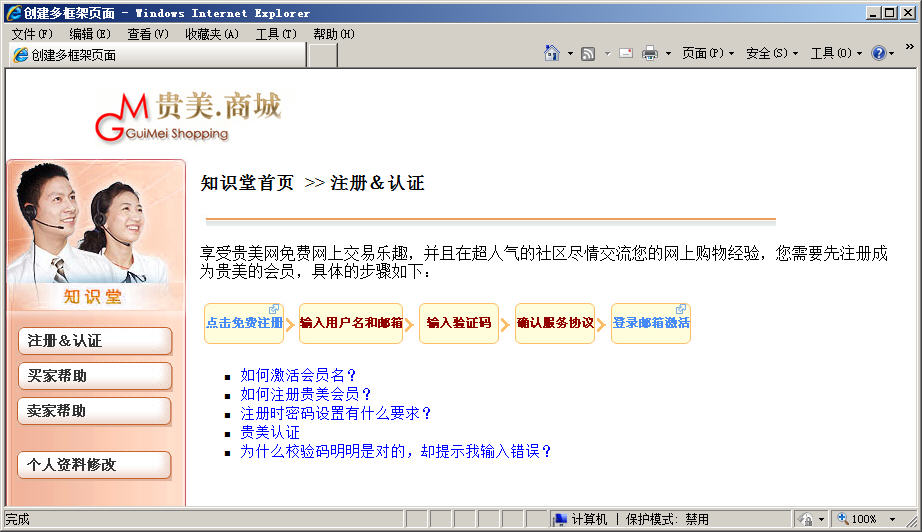 创建多框架页面 - Windows Internet Explorer
文件(F) 编辑(E) 查看(V) 收藏夹(A) 工具(T) 帮助(H)
创建多框架页面
页面(P) 安全(S) 工具(O) »
贵美.商城
GM GuiMei Shopping
知识堂首页 >> 注册＆认证
享受贵美网免费网上交易乐趣，并且在超人气的社区尽情交流您的网上购物经验，您需要先注册成
为贵美的会员，具体的步骤如下：
知识堂
点击免费注册 输入用户名和邮箱 输入验证码 确认服务协议 登录邮箱激活
注册＆认证
买家帮助
卖家帮助
个人资料修改
如何激活会员名？
如何注册贵美会员？
注册时密码设置有什么要求？
贵美认证
为什么校验码明明是对的，却提示我输入错误？
完成 计算机 | 保护模式: 禁用 100%